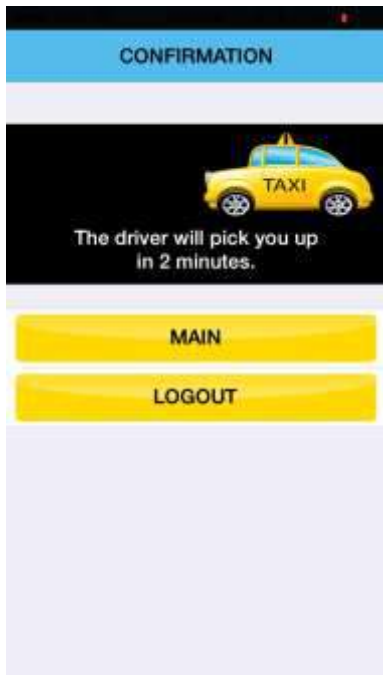 CONFIRMATION
TAXI
The driver will pick you up
in 2 minutes.
MAIN
LOGOUT